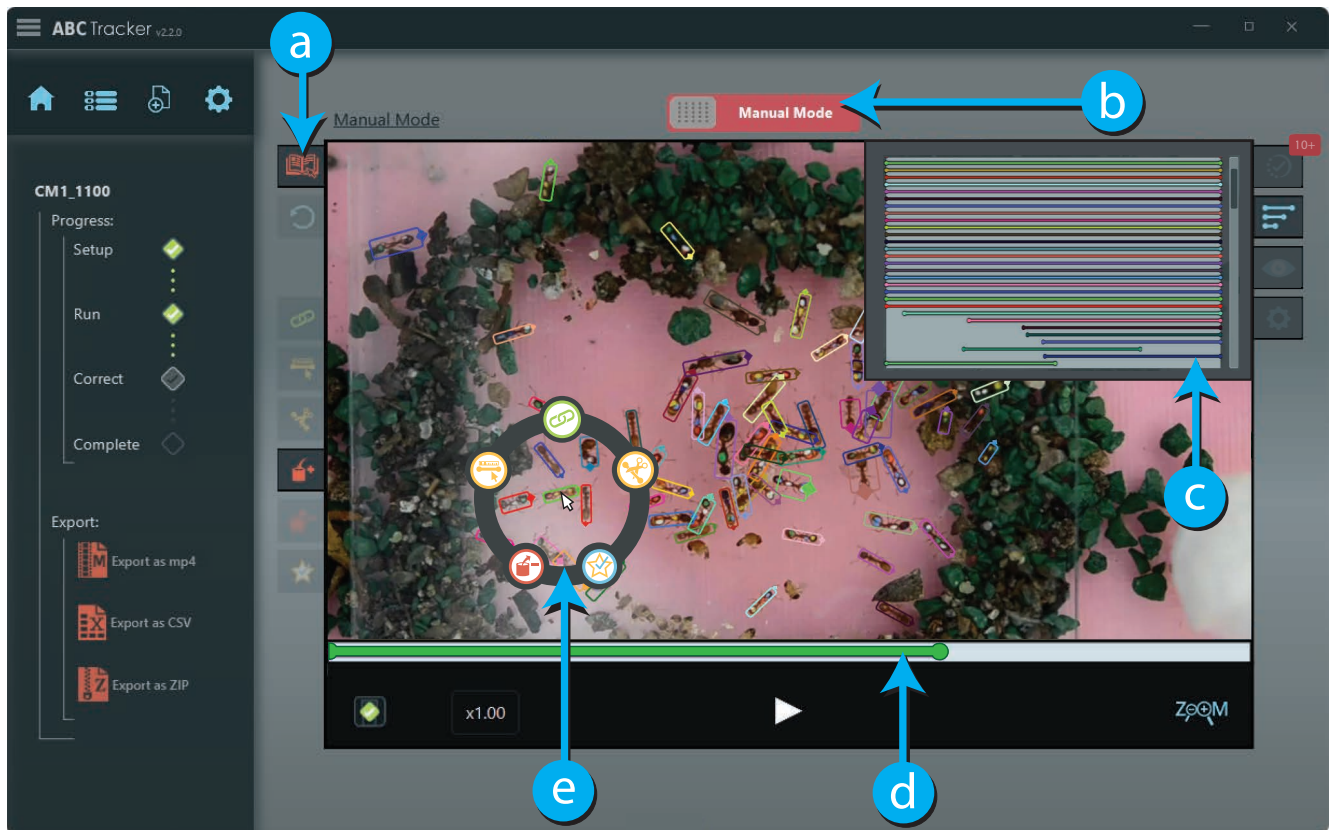 ABC Tracker v2.2.0
a
b
Manual Mode
Manual Mode
10+
CM1_1100
Progress:
Setup
Run
Correct
Complete
Export:
M Export as mp4
X Export as CSV
Z Export as ZIP
c
x1.00
ZOOM
e
d